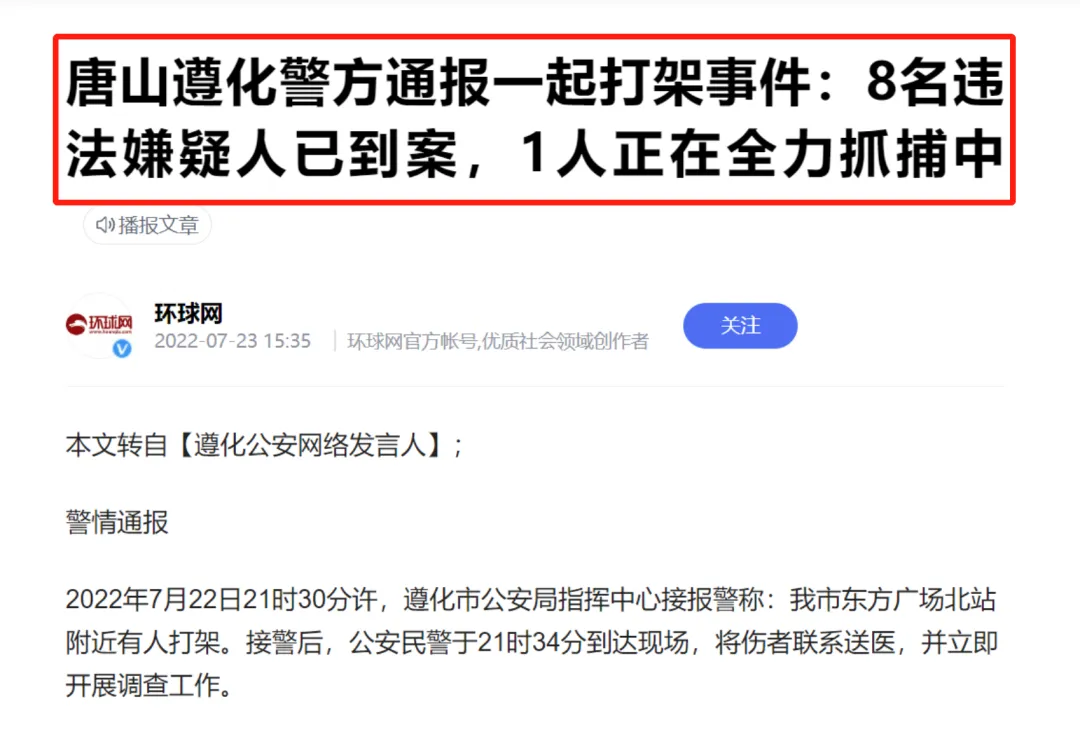 唐山遵化警方通报一起打架事件：8名违
法嫌疑人已到案，1人正在全力抓捕中
播报文章
环球网
www.huanqiu.com
环球网
2022-07-23 15:35
环球网官方帐号,优质社会领域创作者
关注
本文转自【遵化公安网络发言人】；
警情通报
2022年7月22日21时30分许，遵化市公安局指挥中心接报警称：我市东方广场北站
附近有人打架。接警后，公安民警于21时34分到达现场，将伤者联系送医，并立即
开展调查工作。